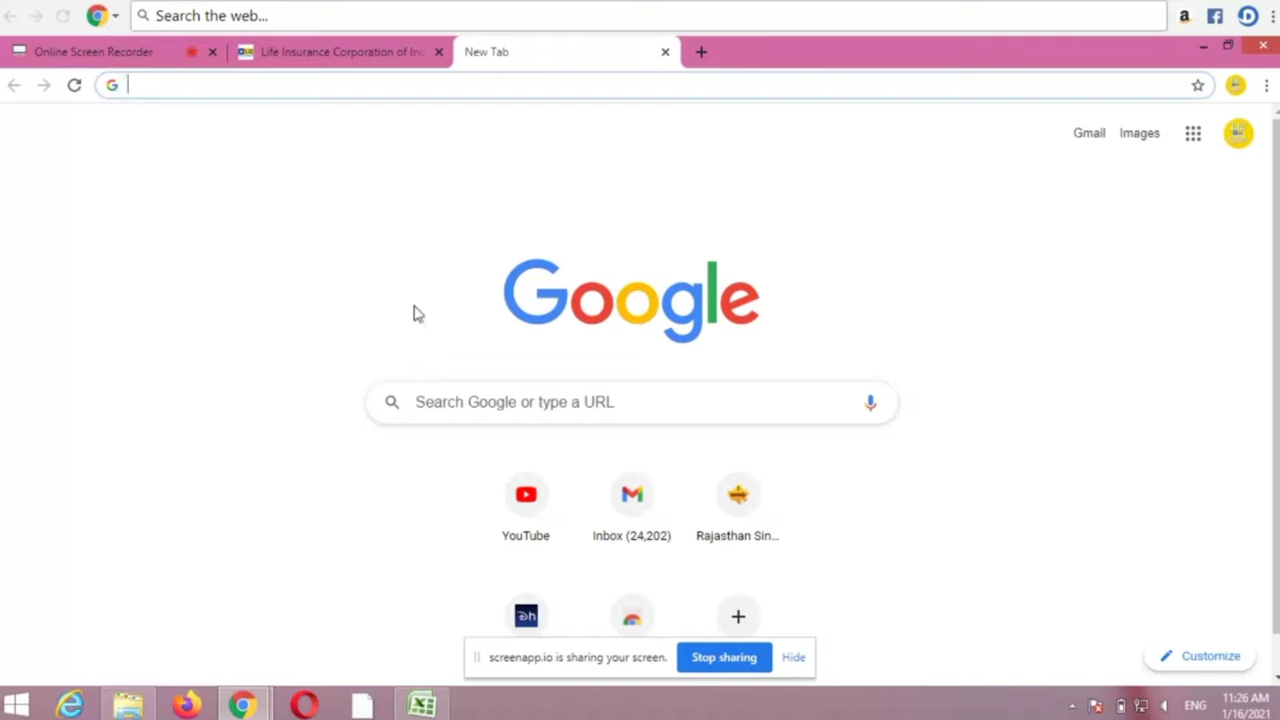 Search the web...
Online Screen Recorder
Life Insurance Corporation of In
New Tab
Gmail Images
Google
Search Google or type a URL
YouTube
Inbox (24,202)
Rajasthan Sin...
screenapp.io is sharing your screen.
Stop sharing
Hide
Customize
ENG
11:26 AM
1/16/2021